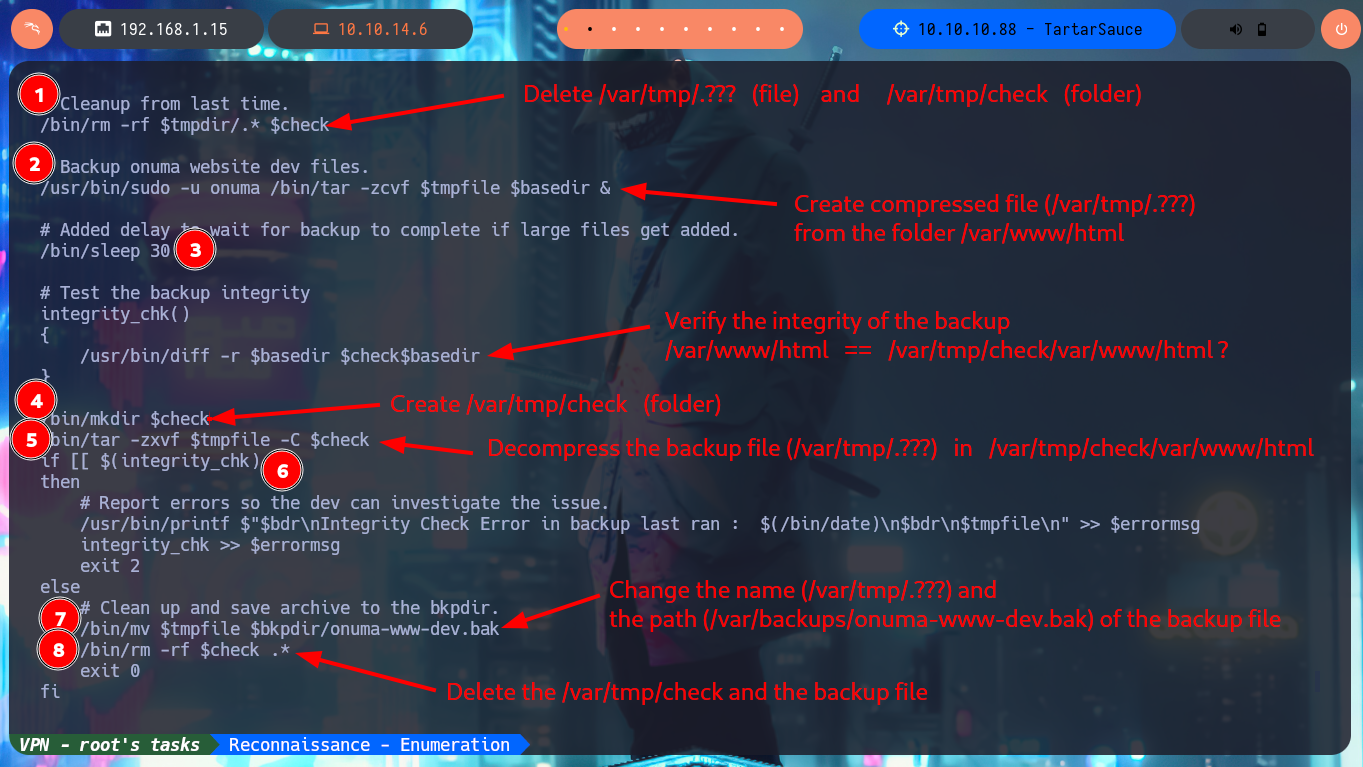 192.168.1.15
10.10.14.6
10.10.10.88 - TartarSauce
1 Cleanup from last time.
Delete /var/tmp/.??? (file) and /var/tmp/check (folder)
/bin/rm -rf $tmpdir/.* $check
2 Backup onuma website dev files.
/usr/bin/sudo -u onuma /bin/tar -zcvf $tmpfile $basedir &
Create compressed file (/var/tmp/.???)
from the folder /var/www/html
# Added delay to wait for backup to complete if large files get added.
/bin/sleep 30 3
# Test the backup integrity
integrity_chk()
{
Verify the integrity of the backup
/var/www/html == /var/tmp/check/var/www/html?
/usr/bin/diff -r $basedir $check$basedir
}
4
/bin/mkdir $check
Create /var/tmp/check (folder)
5 /bin/tar -zxvf $tmpfile -C $check
Decompress the backup file (/var/tmp/.???) in /var/tmp/check/var/www/html
if [[ $(integrity_chk) 6
then
# Report errors so the dev can investigate the issue.
/usr/bin/printf $"$bdr\nIntegrity Check Error in backup last ran :  $(/bin/date)\n$bdr\n$tmpfile\n" >> $errormsg
integrity_chk >> $errormsg
exit 2
else
Change the name (/var/tmp/.???) and
the path (/var/backups/onuma-www-dev.bak) of the backup file
# Clean up and save archive to the bkpdir.
7 /bin/mv $tmpfile $bkpdir/onuma-www-dev.bak
8 /bin/rm -rf $check .*
exit 0
Delete the /var/tmp/check and the backup file
fi
VPN - root's tasks
Reconnaissance - Enumeration